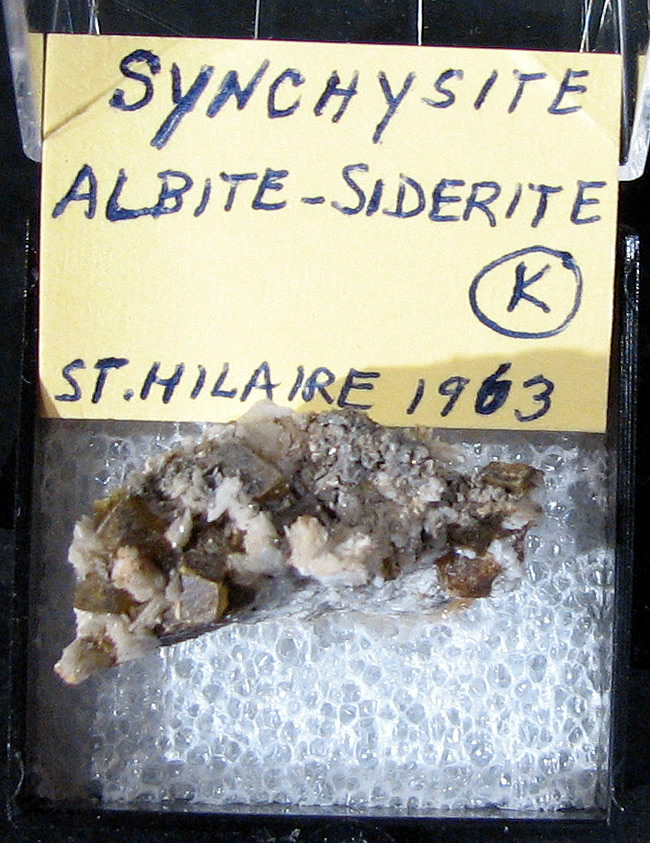 SYNCHYSITE
ALBITE-SIDERITE
K
ST. HILAIRE 1963